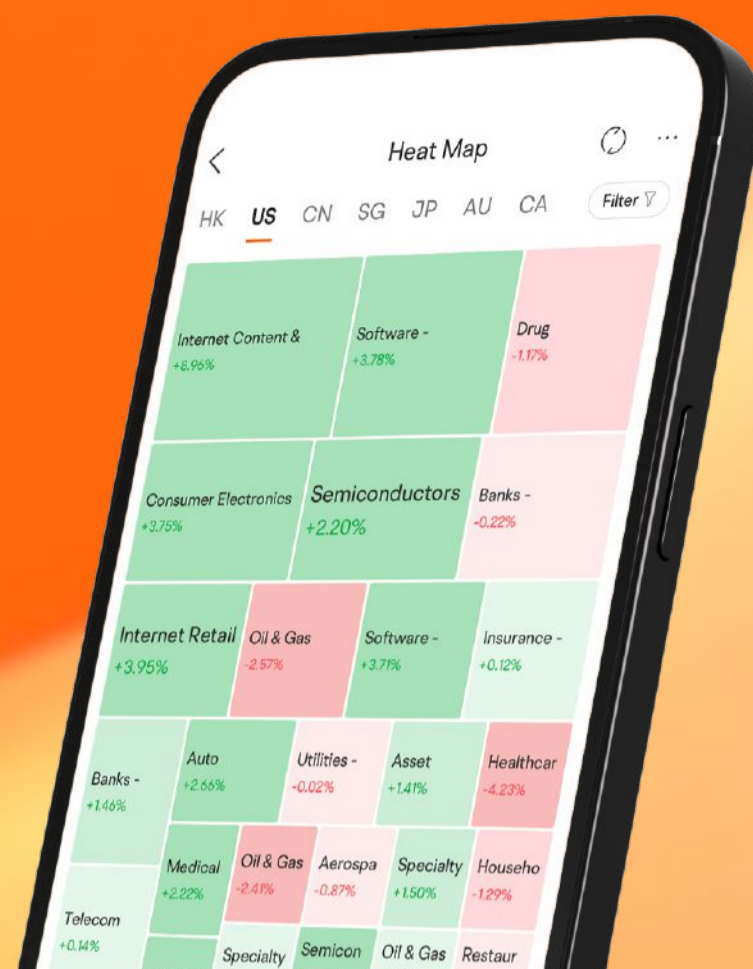 Heat Map
HK US CN SG JP AU CA Filter
Internet Content &
+8.96%
Software -
+3.78%
Drug
-1.17%
Consumer Electronics
+3.75%
Semiconductors
+2.20%
Banks -
-0.22%
Internet Retail
+3.95%
Oil & Gas
-2.57%
Software -
+3.71%
Insurance -
+0.12%
Banks -
+1.46%
Auto
+2.66%
Utilities -
-0.02%
Asset
+1.41%
Healthcar
-4.23%
Medical
+2.22%
Oil & Gas
-2.41%
Aerospa
-0.87%
Specialty
+1.50%
Househo
-1.29%
Telecom
+0.14%
Specialty
Semicon
Oil & Gas
Restaur